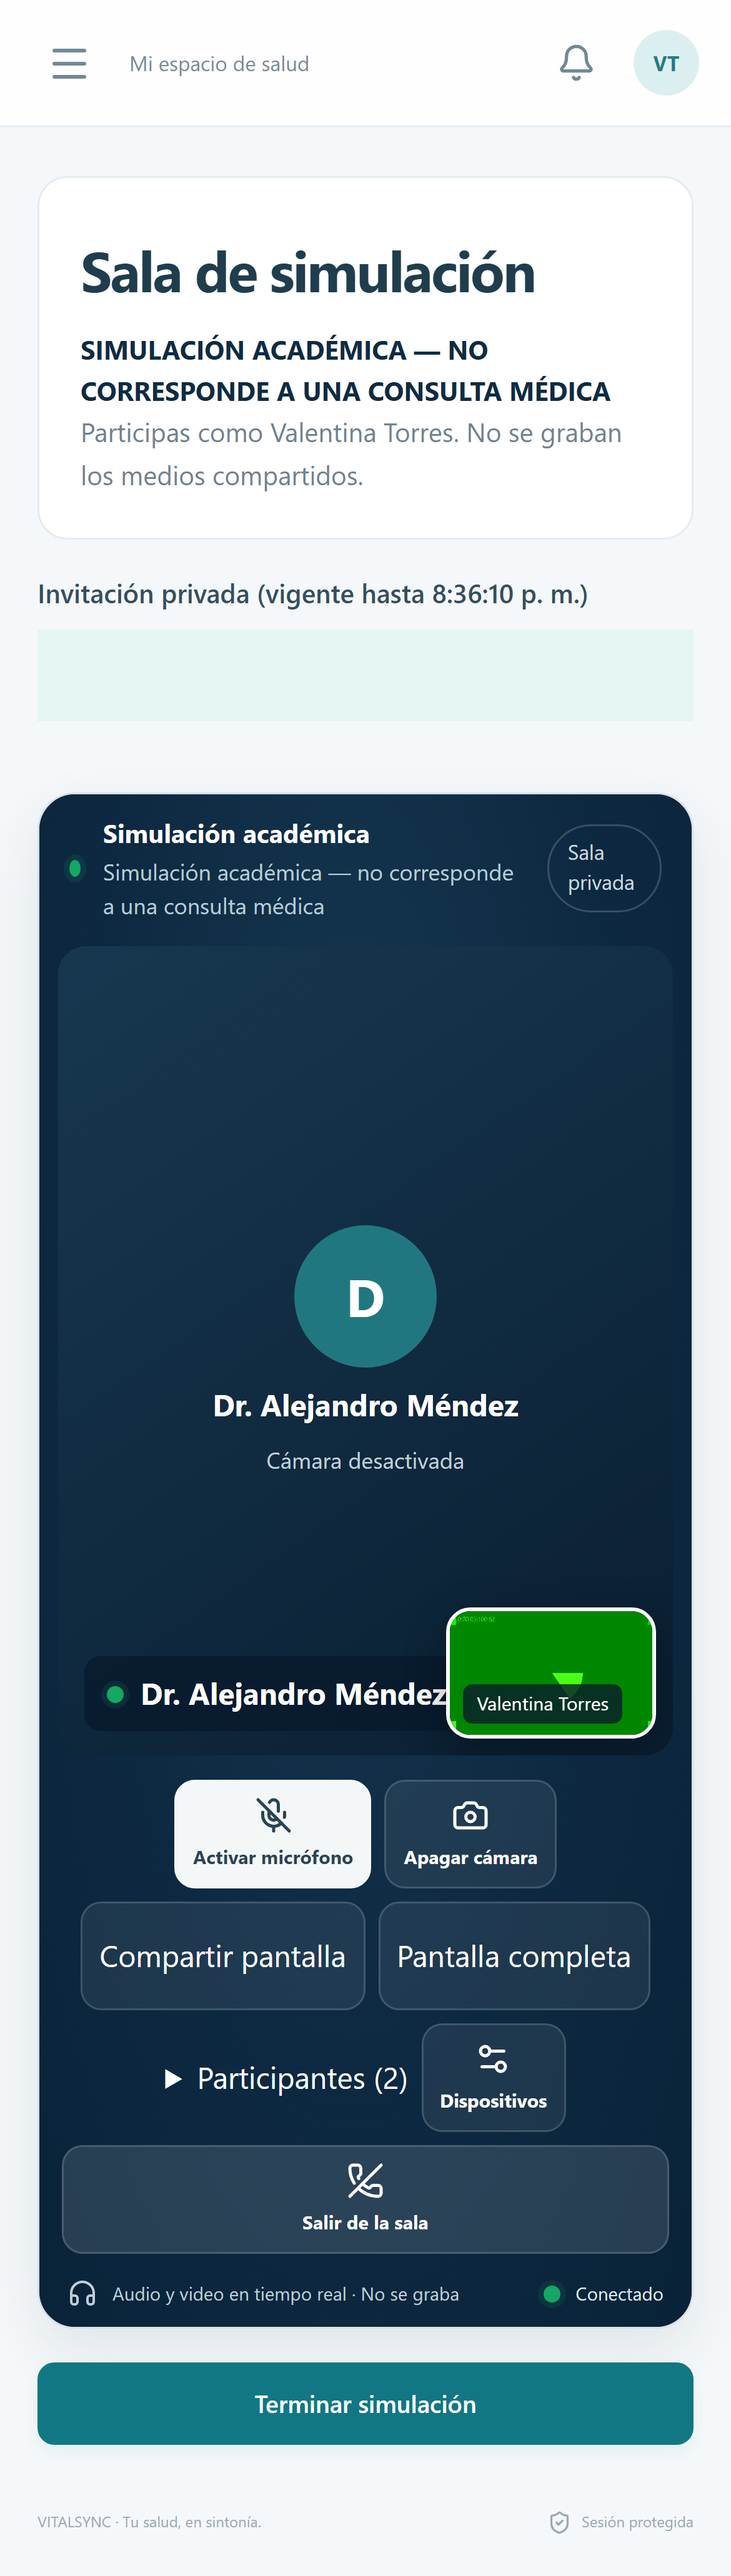 Mi espacio de salud
VT
Sala de simulación
SIMULACIÓN ACADÉMICA — NO
CORRESPONDE A UNA CONSULTA MÉDICA
Participas como Valentina Torres. No se graban
los medios compartidos.
Invitación privada (vigente hasta 8:36:10 p. m.)
Simulación académica
Simulación académica — no corresponde
a una consulta médica
Sala
privada
D
Dr. Alejandro Méndez
Cámara desactivada
Dr. Alejandro Méndez
Valentina Torres
Activar micrófono
Apagar cámara
Compartir pantalla
Pantalla completa
Participantes (2)
Dispositivos
Salir de la sala
Audio y video en tiempo real · No se graba
Conectado
Terminar simulación
VITALSYNC · Tu salud, en sintonía.
Sesión protegida